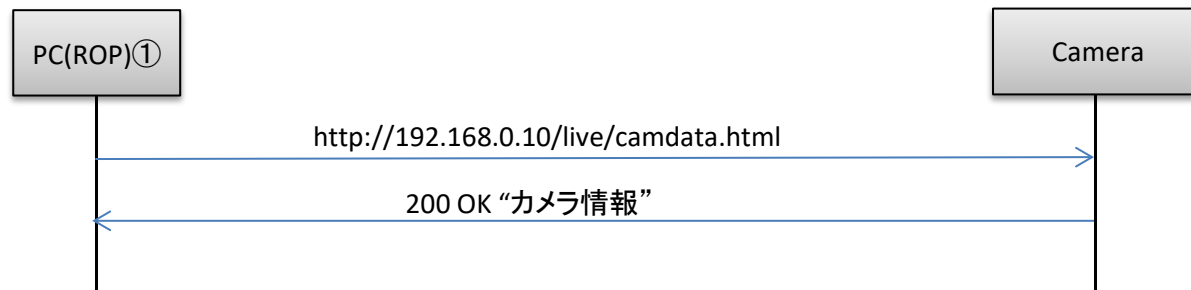 PC(ROP)①
Camera
http://192.168.0.10/live/camdata.html
200 OK “カメラ情報”